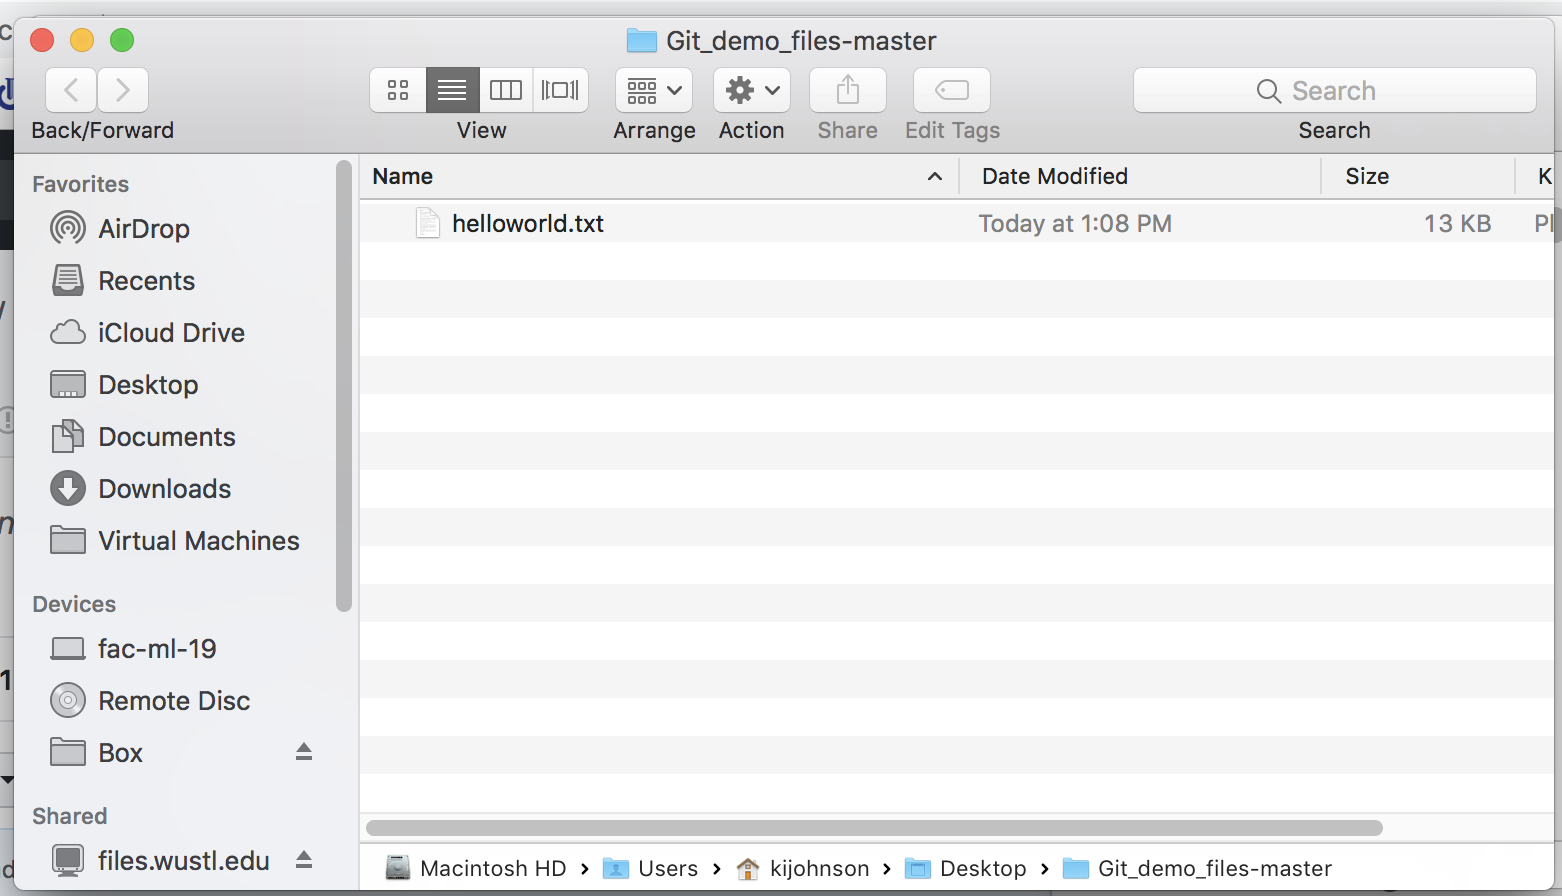 Git_demo_files-master
Back/Forward
View
Arrange
Action
Share
Edit Tags
Search
Search
Favorites
AirDrop
Recents
iCloud Drive
Desktop
Documents
Downloads
Virtual Machines
Devices
fac-ml-19
Remote Disc
Box
Shared
files.wustl.edu
Name Date Modified Size K
helloworld.txt Today at 1:08 PM 13 KB Pl
Macintosh HD › Users › kijohnson › Desktop › Git_demo_files-master